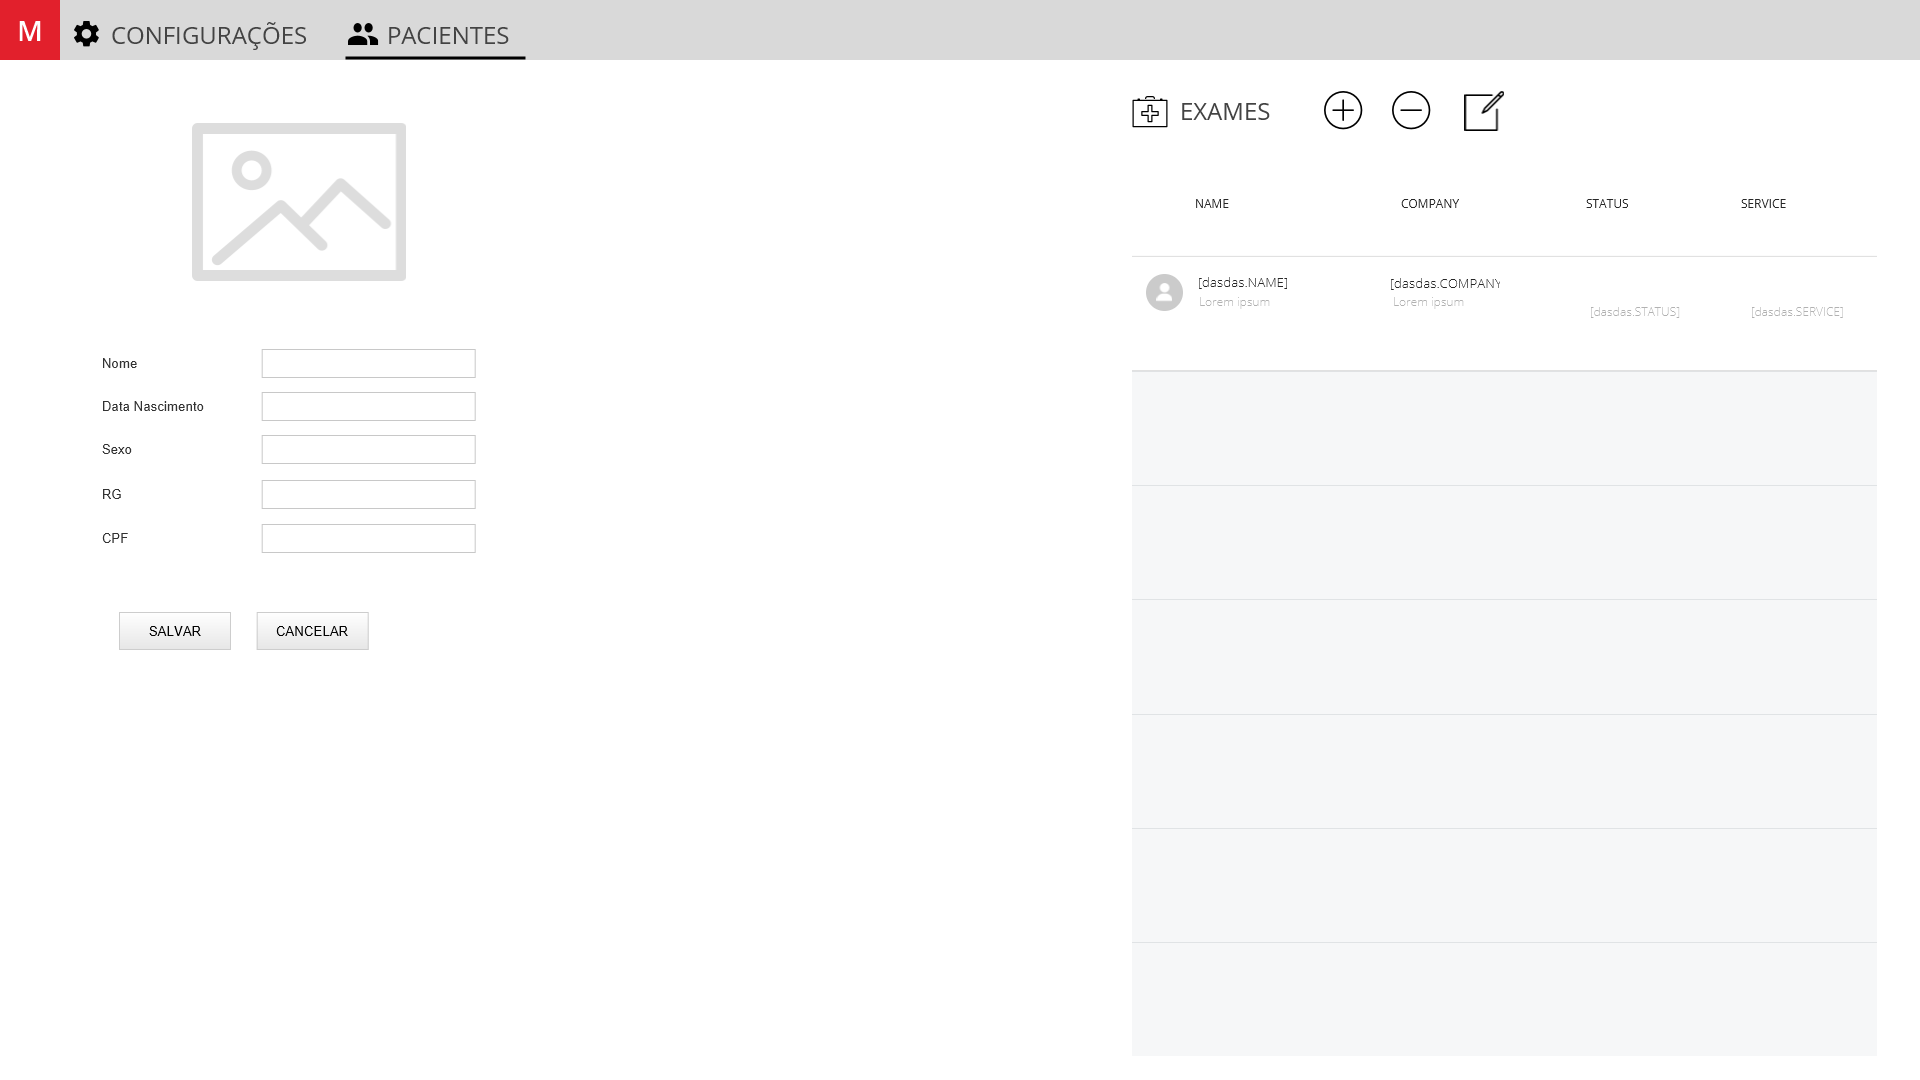 M
CONFIGURAÇÕES
PACIENTES
EXAMES
NAME COMPANY STATUS SERVICE
[dasdas.NAME] [dasdas.COMPANY
Lorem ipsum Lorem ipsum
[dasdas.STATUS] [dasdas.SERVICE]
Nome
Data Nascimento
Sexo
RG
CPF
SALVAR CANCELAR